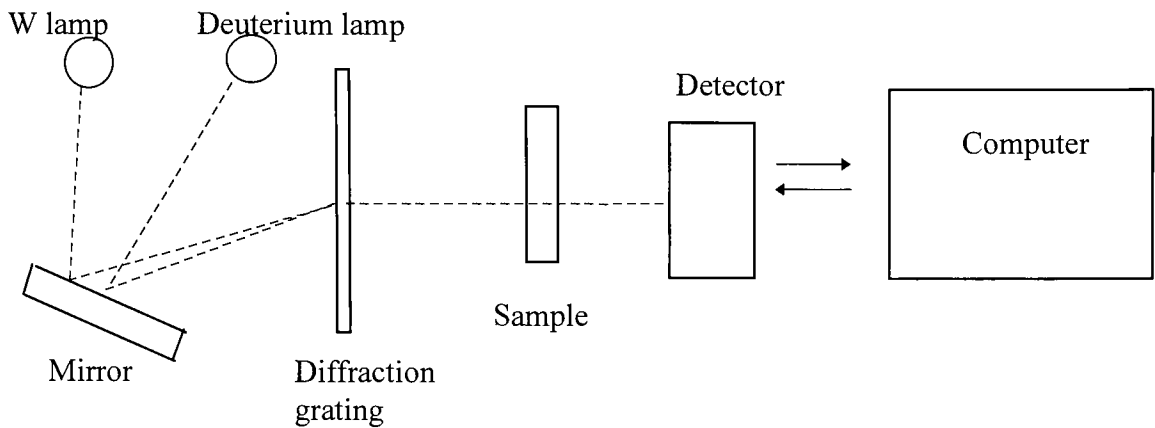 W lamp
Deuterium lamp
Detector
Computer
Sample
Mirror
Diffraction
grating